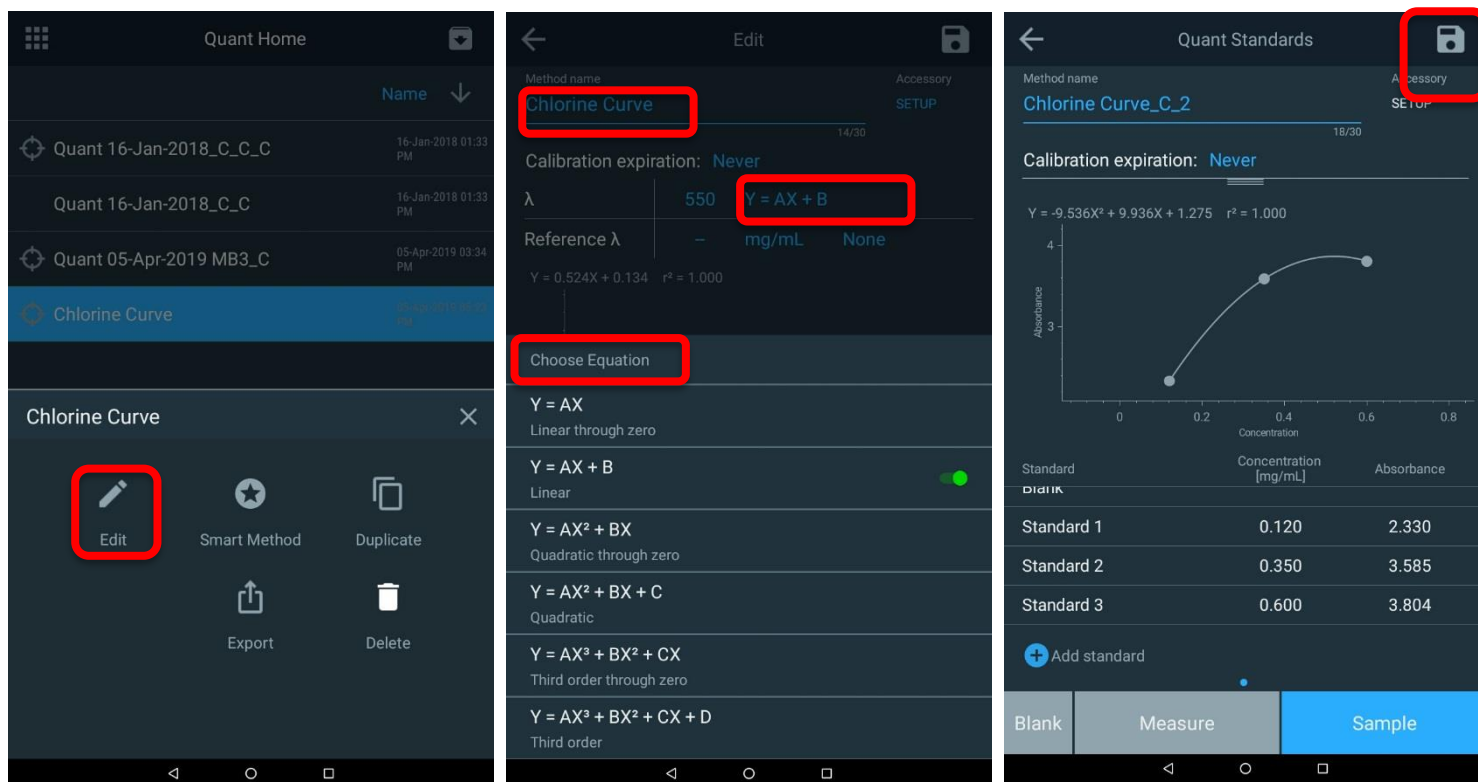 Quant Home
Name
Quant 16-Jan-2018_C_C_C
16-Jan-2018 01:33
PM
Quant 16-Jan-2018_C_C
16-Jan-2018 01:33
PM
Quant 05-Apr-2019 MB3_C
05-Apr-2019 03:34
PM
Chlorine Curve
PM
Chlorine Curve
Edit
Smart Method
Duplicate
Export
Delete
Edit
Method name
Accessory
Chlorine Curve
SETUP
14/30
Calibration expiration: Never
λ 550 Y = AX + B
Reference λ – mg/mL None
Y = 0.524X + 0.134 r² = 1.000
Choose Equation
Y = AX
Linear through zero
Y = AX + B
Linear
Y = AX² + BX
Quadratic through zero
Y = AX² + BX + C
Quadratic
Y = AX³ + BX² + CX
Third order through zero
Y = AX³ + BX² + CX + D
Third order
Quant Standards
Method name
Accessory
Chlorine Curve_C_2
SETUP
18/30
Calibration expiration: Never
Y = -9.536X² + 9.936X + 1.275 r² = 1.000
4
3
Absorbance
0 0.2 0.4 0.6 0.8
Concentration
Standard
Concentration
[mg/mL]
Absorbance
Blank
Standard 1 0.120 2.330
Standard 2 0.350 3.585
Standard 3 0.600 3.804
Add standard
Blank
Measure
Sample